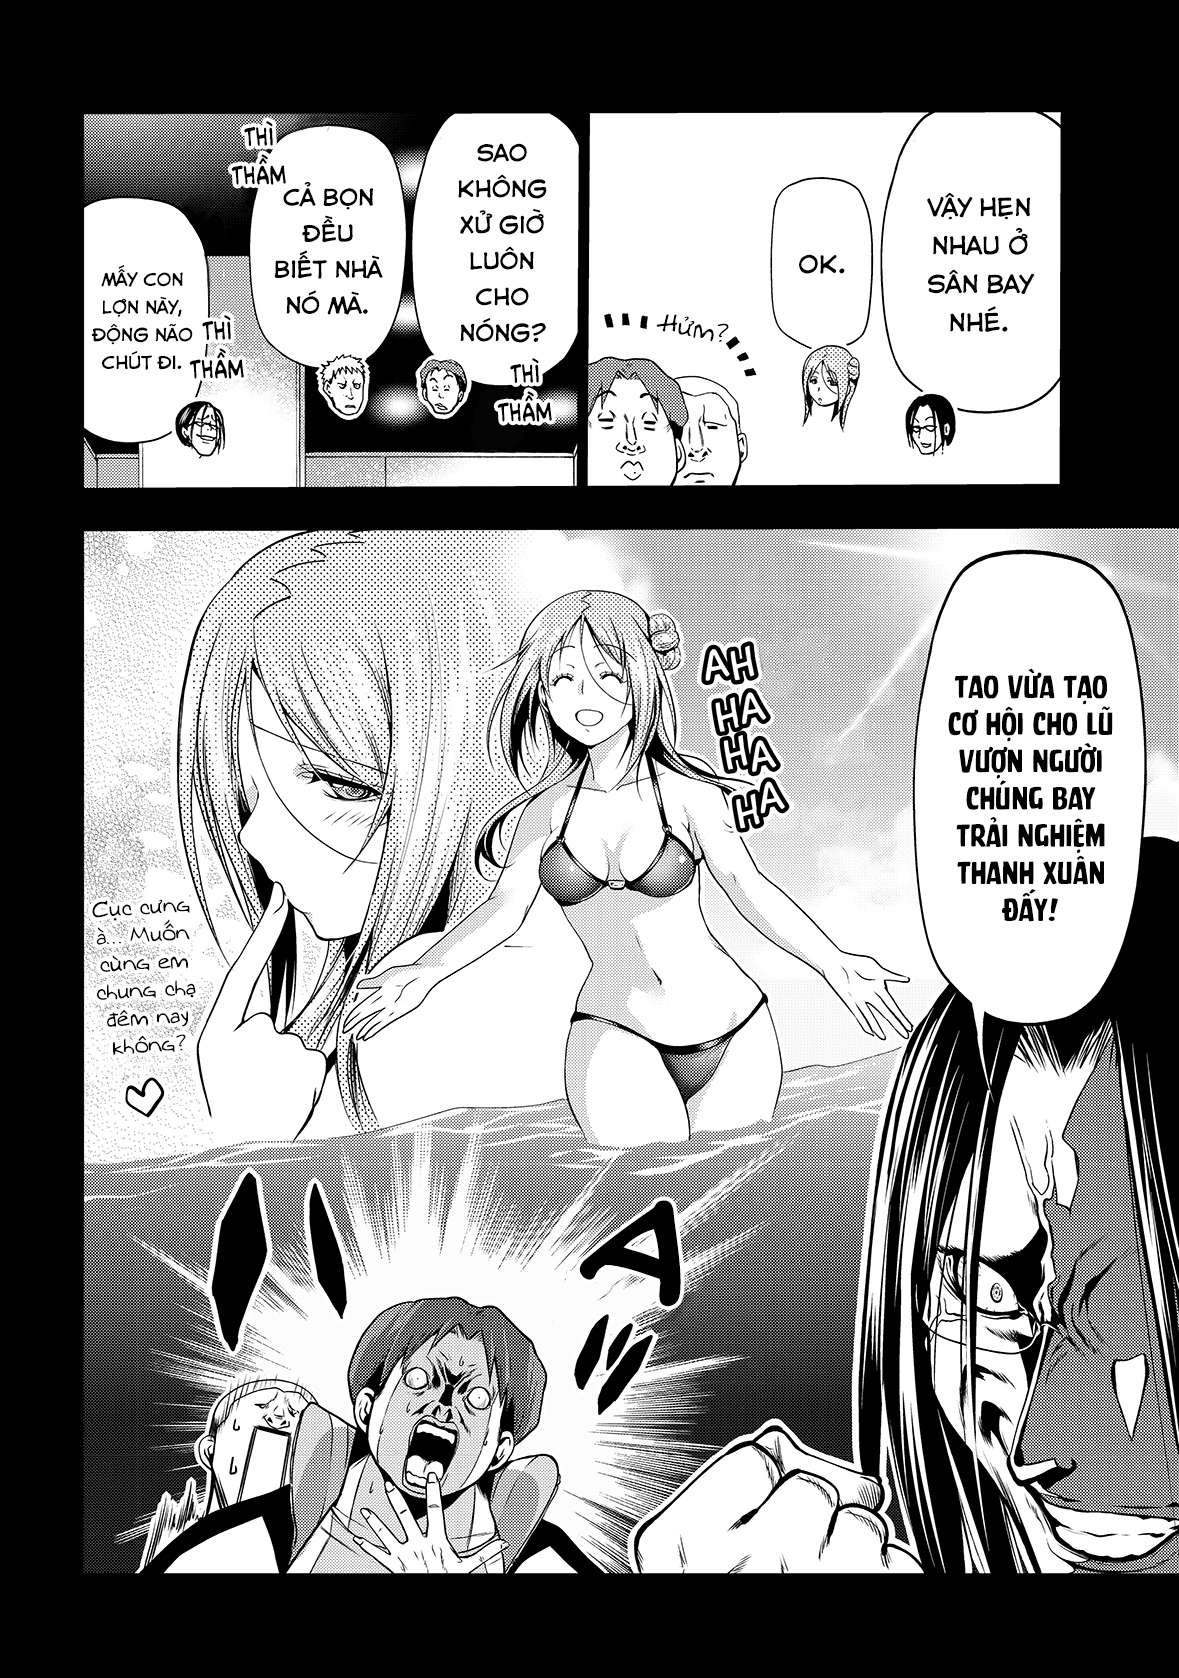 VẬY HẸN
NHAU Ở
SÂN BAY
NHÉ.
OK.
HỬM?
SAO
KHÔNG
XỬ GIỜ
LUÔN
CHO
NÓNG?
THÌ
THẦM
CẢ BỌN
ĐỀU
BIẾT NHÀ
NÓ MÀ.
THÌ
THẦM
MẤY CON
LỢN NÀY,
ĐỘNG NÃO
CHÚT ĐI.
THÌ
THẦM
TAO VỪA TẠO
CƠ HỘI CHO LŨ
VƯỢN NGƯỜI
CHÚNG BAY
TRẢI NGHIỆM
THANH XUÂN
ĐẤY!
AH
HA
HA
HA
Cục cưng
à... Muốn
cùng em
chung chạ
đêm nay
không?
A